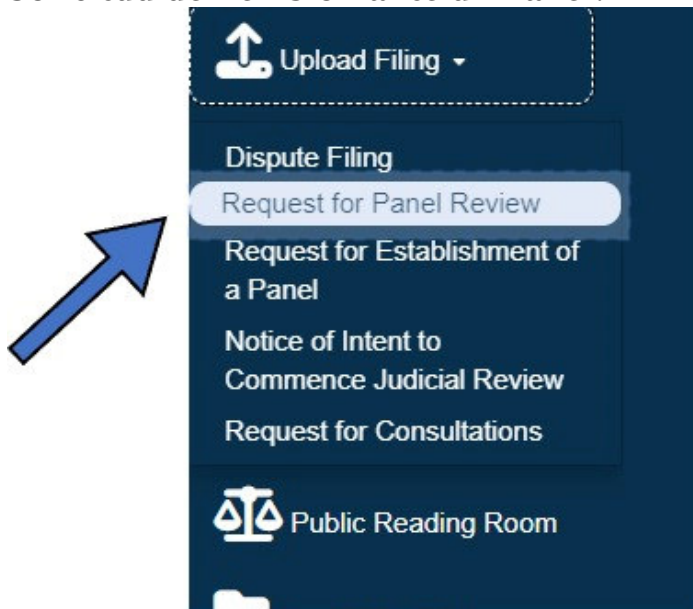 Upload Filing
Dispute Filing
Request for Panel Review
Request for Establishment of
a Panel
Notice of Intent to
Commence Judicial Review
Request for Consultations
Public Reading Room